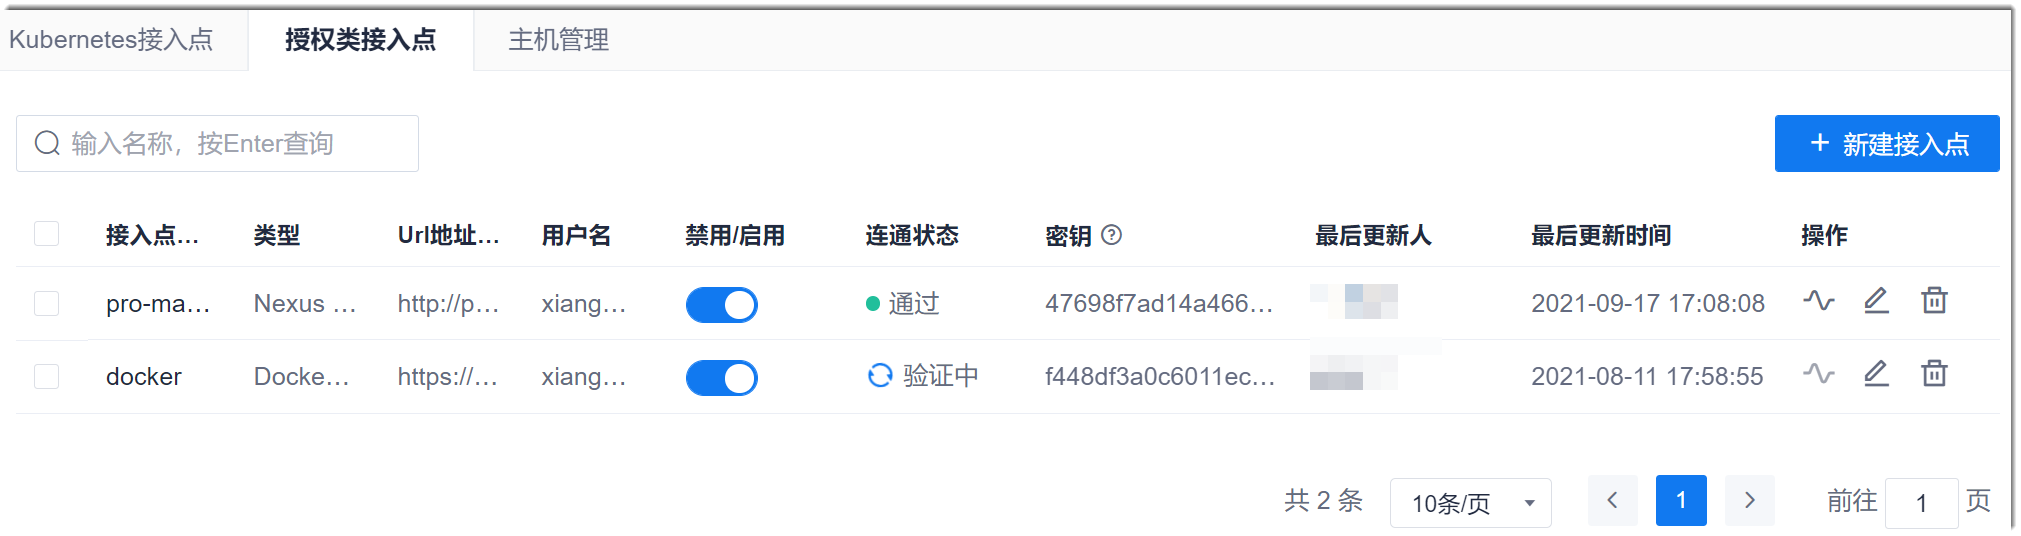 Kubernetes接入点 授权类接入点 主机管理
输入名称，按Enter查询 + 新建接入点
接入点... 类型 Url地址... 用户名 禁用/启用 连通状态 密钥 ? 最后更新人 最后更新时间 操作
pro-ma... Nexus ... http://p... xiang... 通过 47698f7ad14a466... 2021-09-17 17:08:08
docker Docke... https://... xiang... 验证中 f448df3a0c6011ec... 2021-08-11 17:58:55
共 2 条 10条/页 1 前往 1 页